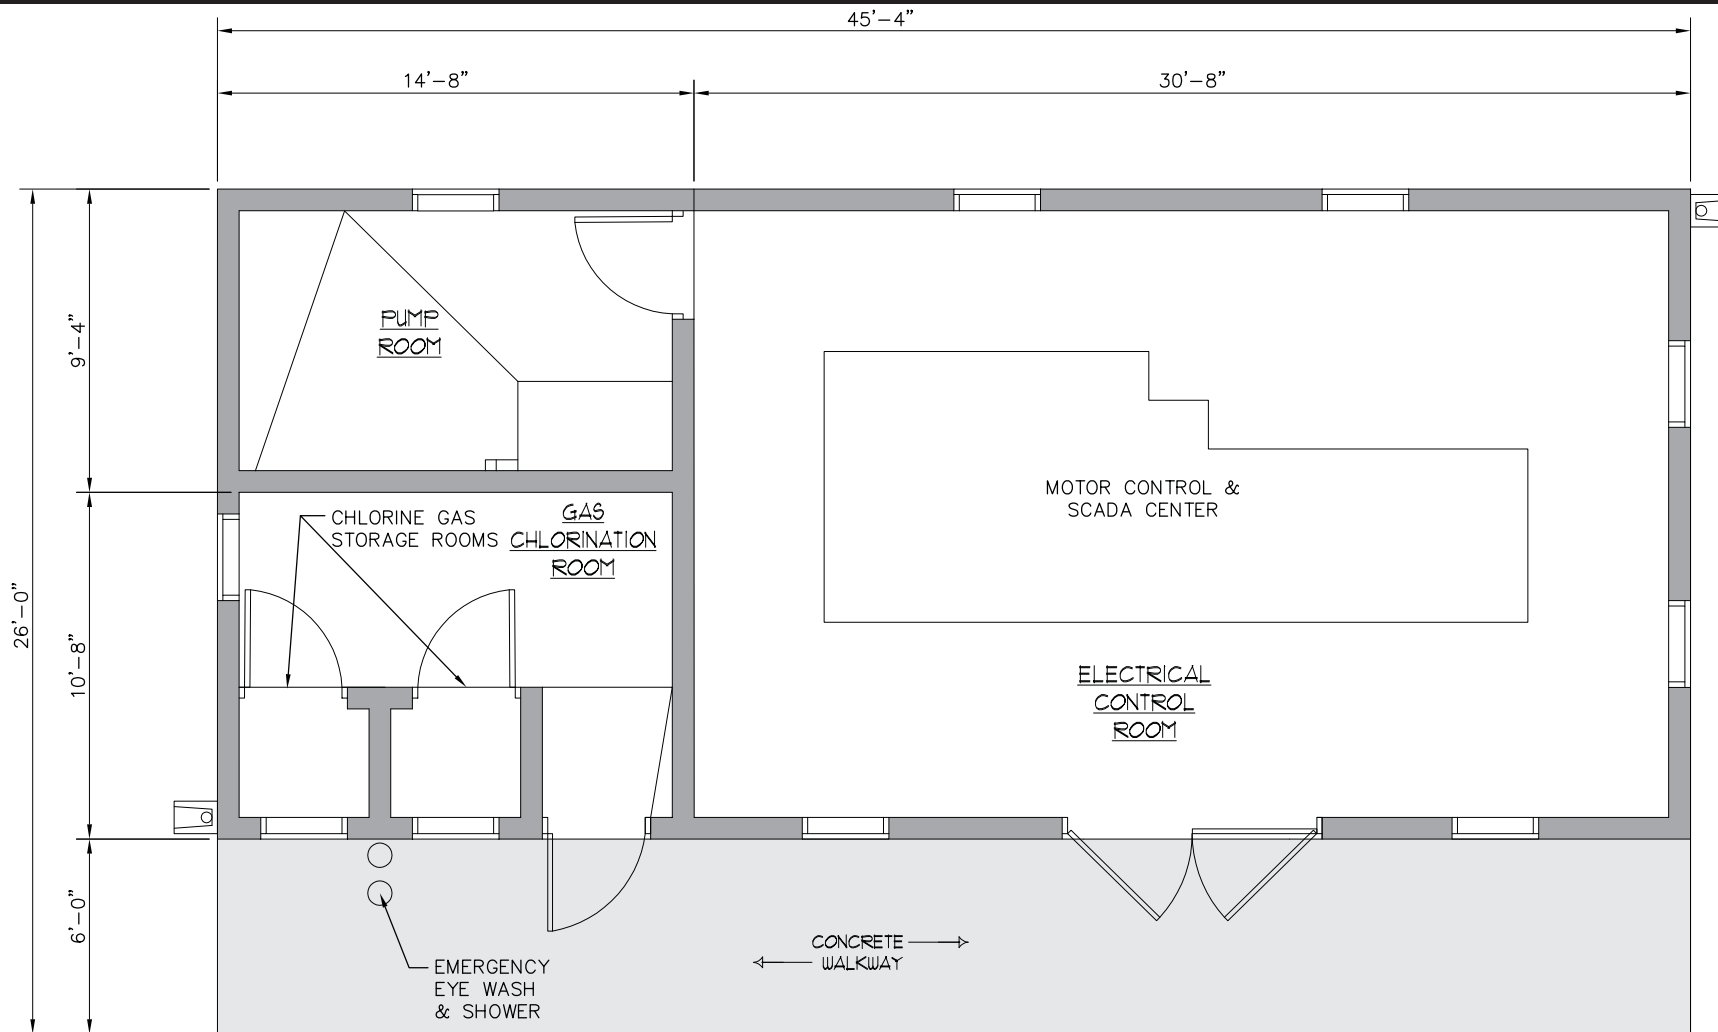 45'-4"
14'-8"
30'-8"
9'-4"
PUMP
ROOM
MOTOR CONTROL &
SCADA CENTER
CHLORINE GAS
STORAGE ROOMS
GAS
CHLORINATION
ROOM
26'-0"
10'-8"
ELECTRICAL
CONTROL
ROOM
6'-0"
CONCRETE
WALKWAY
EMERGENCY
EYE WASH
& SHOWER